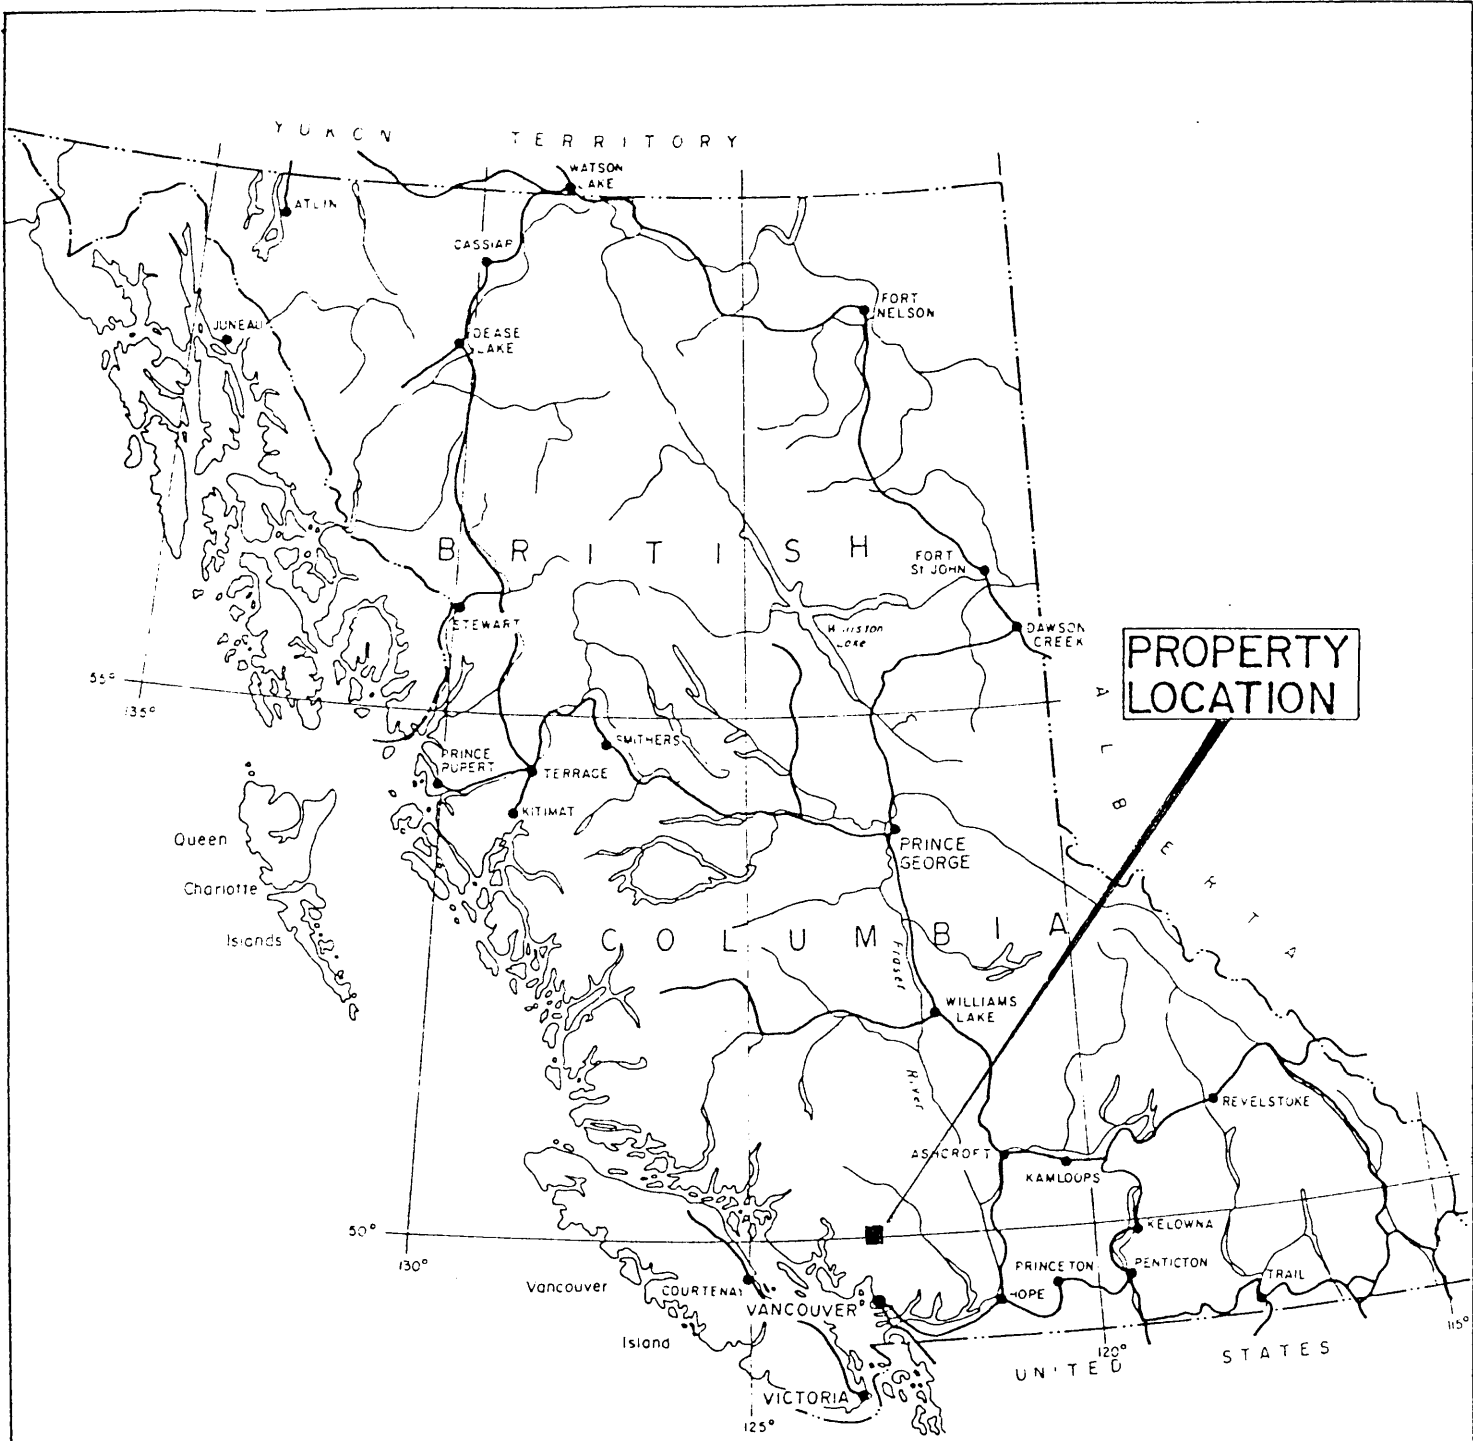 YUKON TERRITORY
WATSON
LAKE
ATLIN
CASSIAR
FORT
NELSON
JUNEAU
DEASE
LAKE
BRITISH
FORT
St JOHN
STEWART
Williston
Lake
DAWSON
CREEK
PROPERTY
LOCATION
55°
135°
ALBERTA
SMITHERS
PRINCE
RUPERT
TERRACE
KITIMAT
Queen
Charlotte
Islands
PRINCE
GEORGE
COLUMBIA
Fraser
River
WILLIAMS
LAKE
REVELSTOKE
ASHCROFT
KAMLOOPS
50°
130°
KELOWNA
PENTICTON
PRINCETON
TRAIL
HOPE
Vancouver
Island
COURTENAY
VANCOUVER
VICTORIA
125°
120°
115°
UNITED STATES